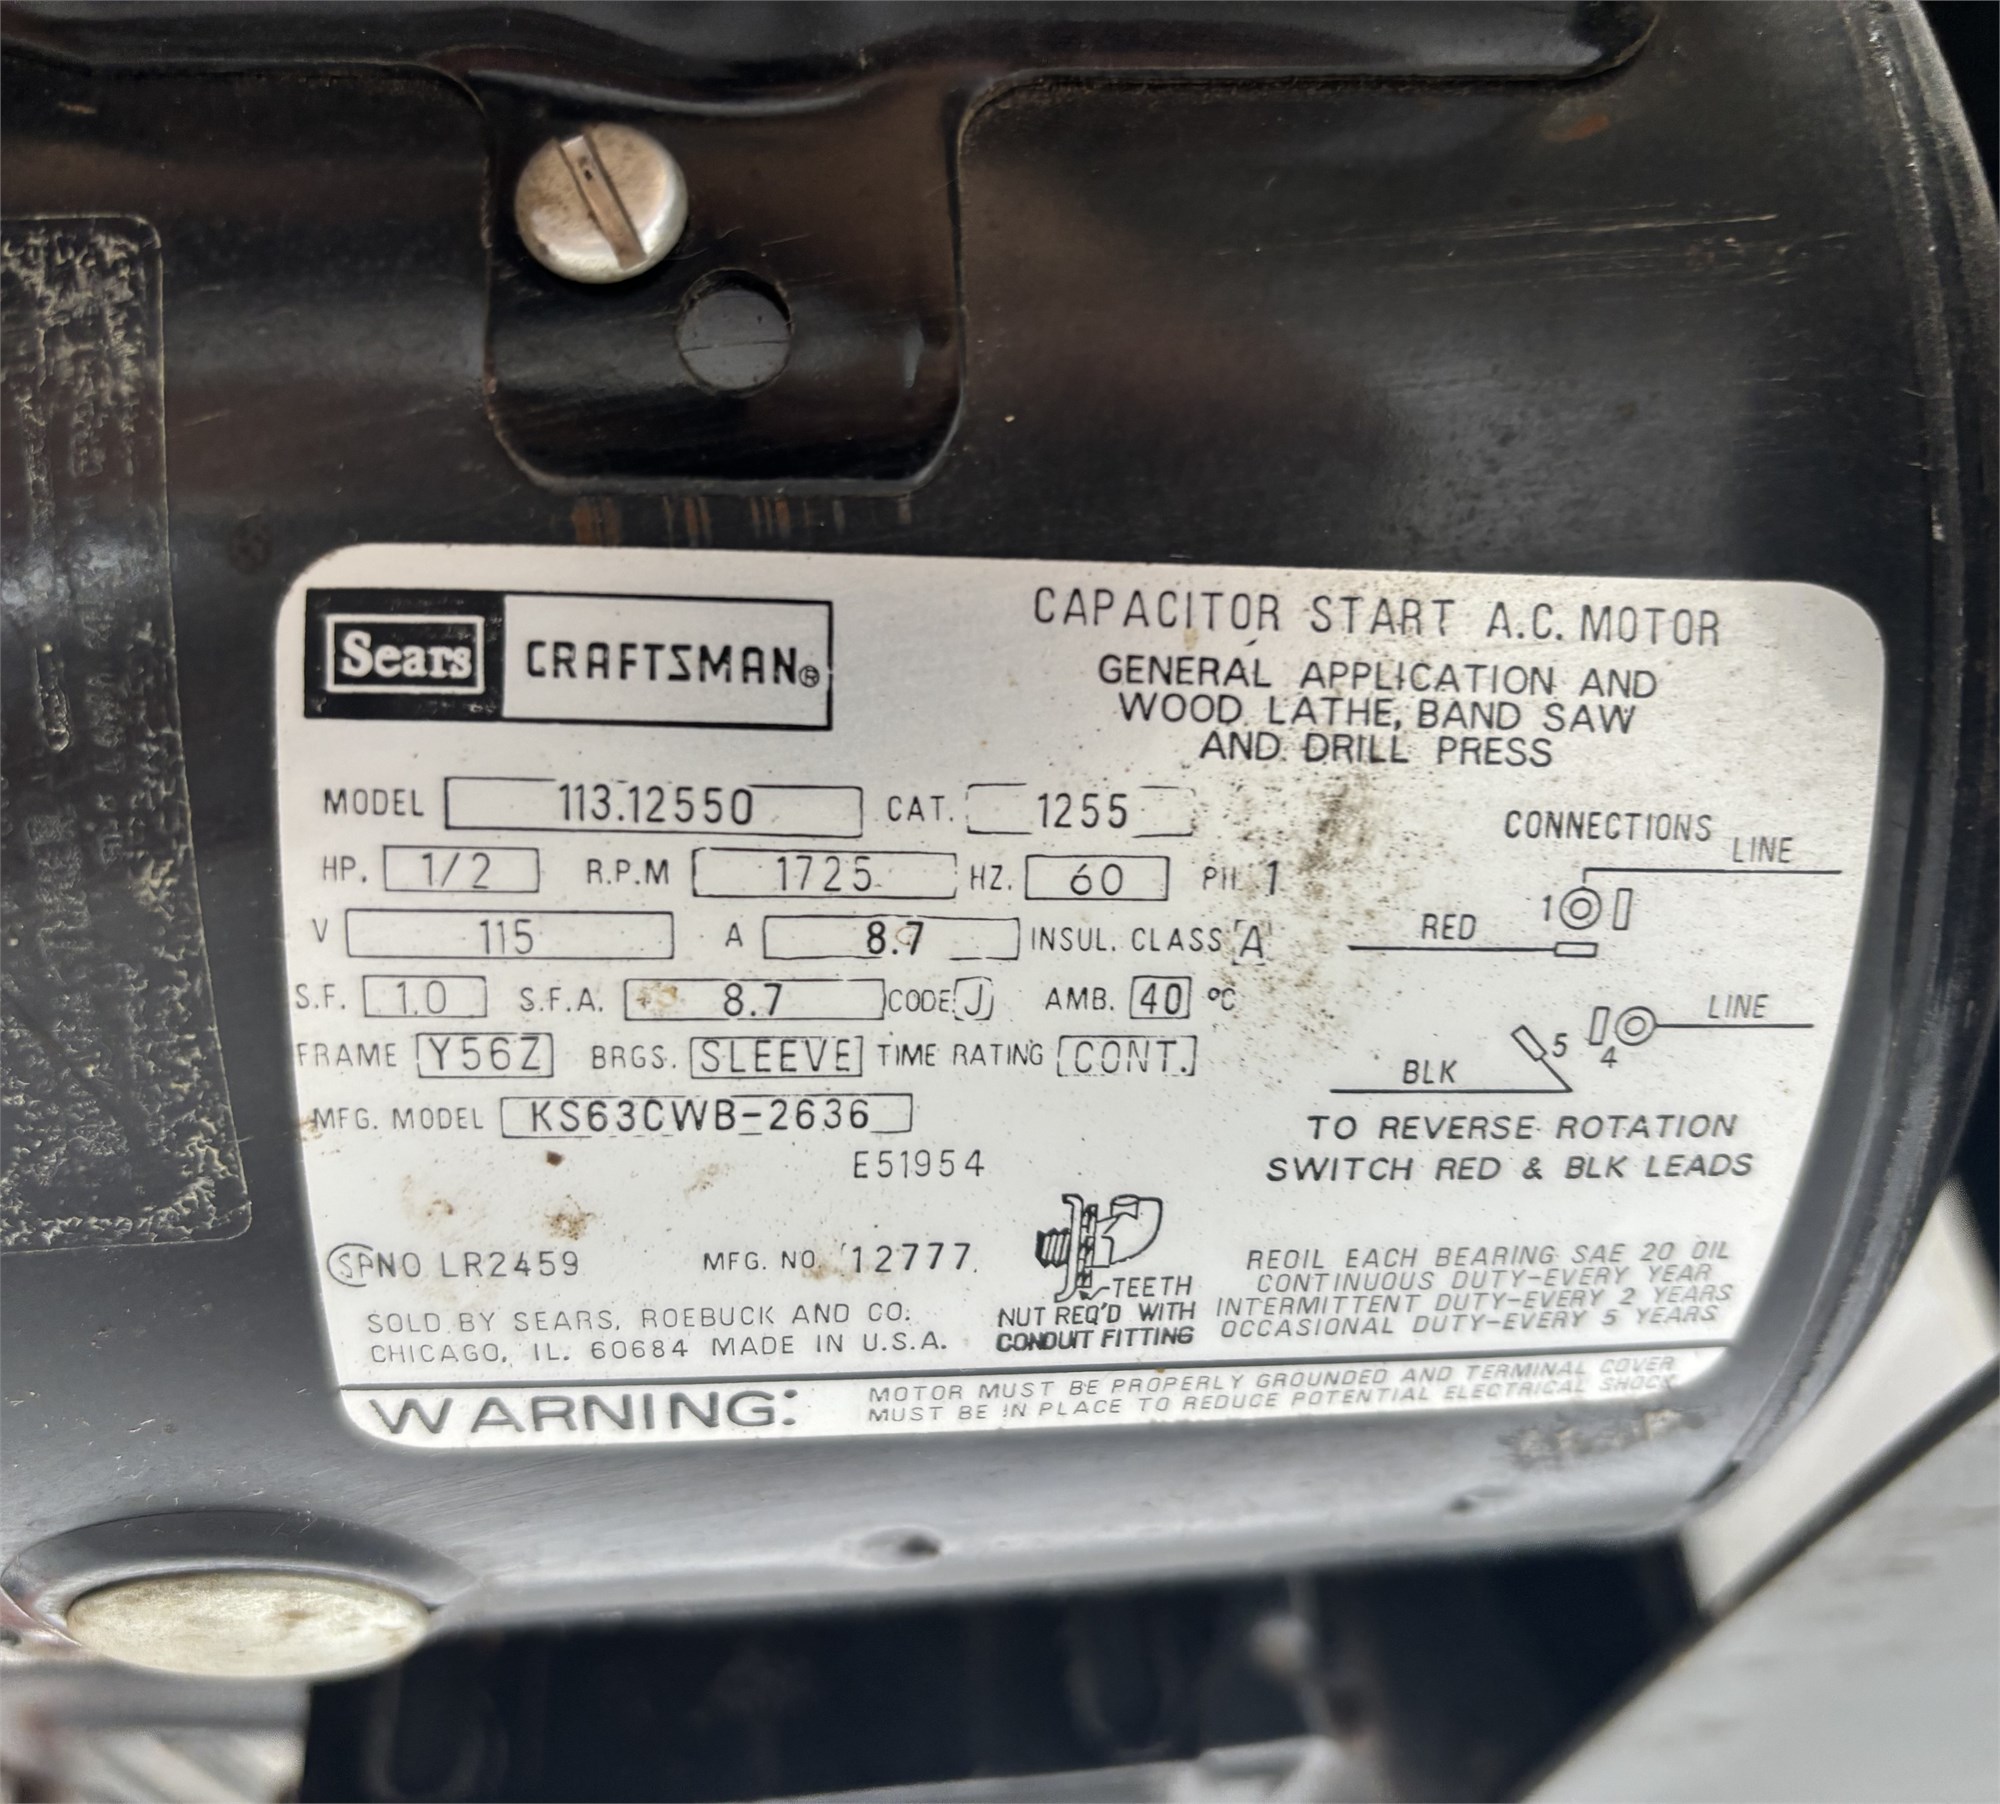 Sears CRAFTSMAN®
CAPACITOR START A.C. MOTOR
GENERAL APPLICATION AND
WOOD LATHE, BAND SAW
AND DRILL PRESS
MODEL 113.12550 CAT. 1255
HP. 1/2 R.P.M 1725 HZ. 60 PH. 1
V 115 A 8.7 INSUL. CLASS A
S.F. 1.0 S.F.A. 8.7 CODE J AMB. 40 °C
FRAME Y56Z BRGS. SLEEVE TIME RATING CONT.
MFG. MODEL KS63CWB-2636
E51954
CONNECTIONS
LINE
1
RED
LINE
5
4
BLK
TO REVERSE ROTATION
SWITCH RED & BLK LEADS
SP NO LR2459 MFG. NO. 12777
SOLD BY SEARS, ROEBUCK AND CO.
CHICAGO, IL. 60684 MADE IN U.S.A.
TEETH
NUT REQ'D WITH
CONDUIT FITTING
REOIL EACH BEARING SAE 20 OIL
CONTINUOUS DUTY-EVERY YEAR
INTERMITTENT DUTY-EVERY 2 YEARS
OCCASIONAL DUTY-EVERY 5 YEARS
WARNING:
MOTOR MUST BE PROPERLY GROUNDED AND TERMINAL COVER
MUST BE IN PLACE TO REDUCE POTENTIAL ELECTRICAL SHOCK